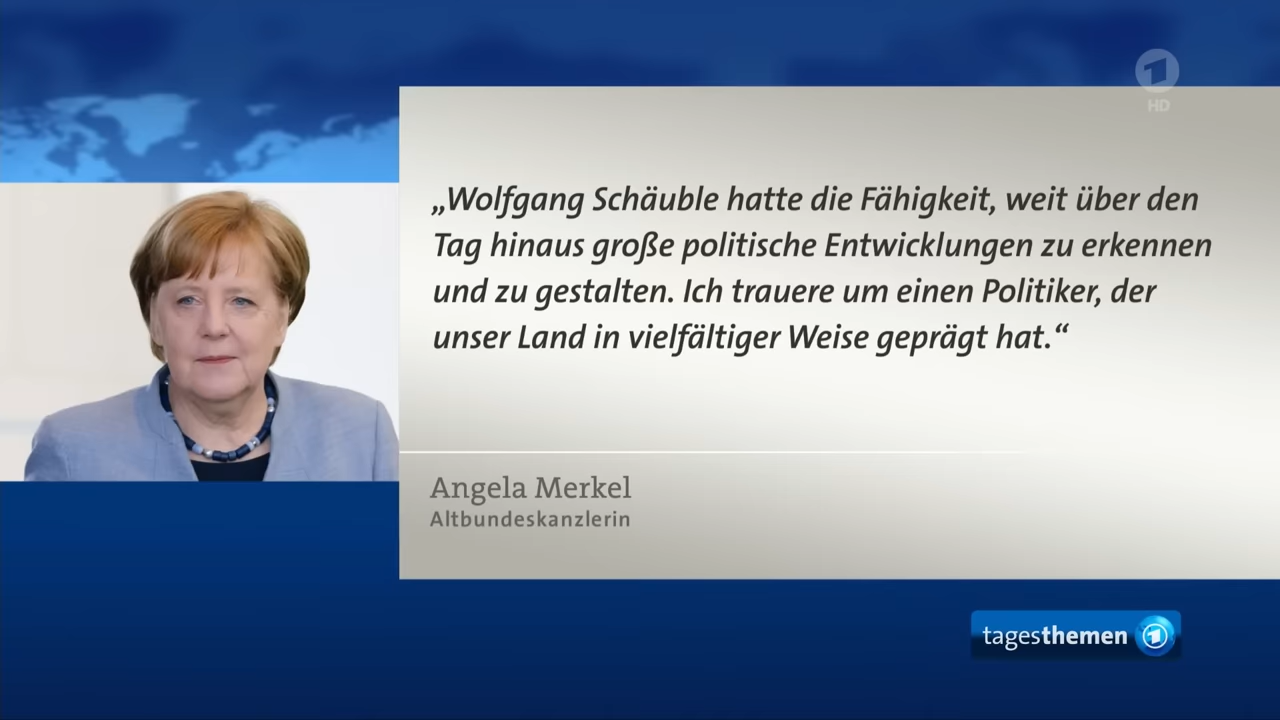 HD
„Wolfgang Schäuble hatte die Fähigkeit, weit über den
Tag hinaus große politische Entwicklungen zu erkennen
und zu gestalten. Ich trauere um einen Politiker, der
unser Land in vielfältiger Weise geprägt hat.“
Angela Merkel
Altbundeskanzlerin
tagesthemen